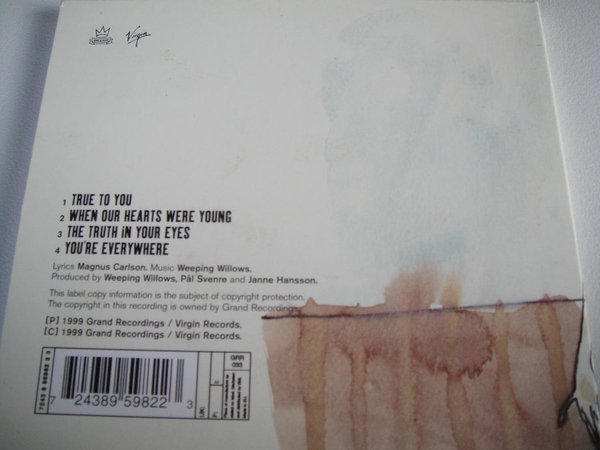 Virgin
1 TRUE TO YOU
2 WHEN OUR HEARTS WERE YOUNG
3 THE TRUTH iN YOUR EYES
4 YOU'RE EVERYWHERE
Lyrics Magnus Carlson. Music Weeping Willows.
Produced by Weeping Willows, Pål Svenre and Janne Hansson.
This label copy information is the subject of copyright protection.
The copyright in this recording is owned by Grand Recordings
[P] 1999 Grand Recordings / Virgin Records.
[C] 1999 Grand Recordings / Virgin Records.
7 24389 59822 3